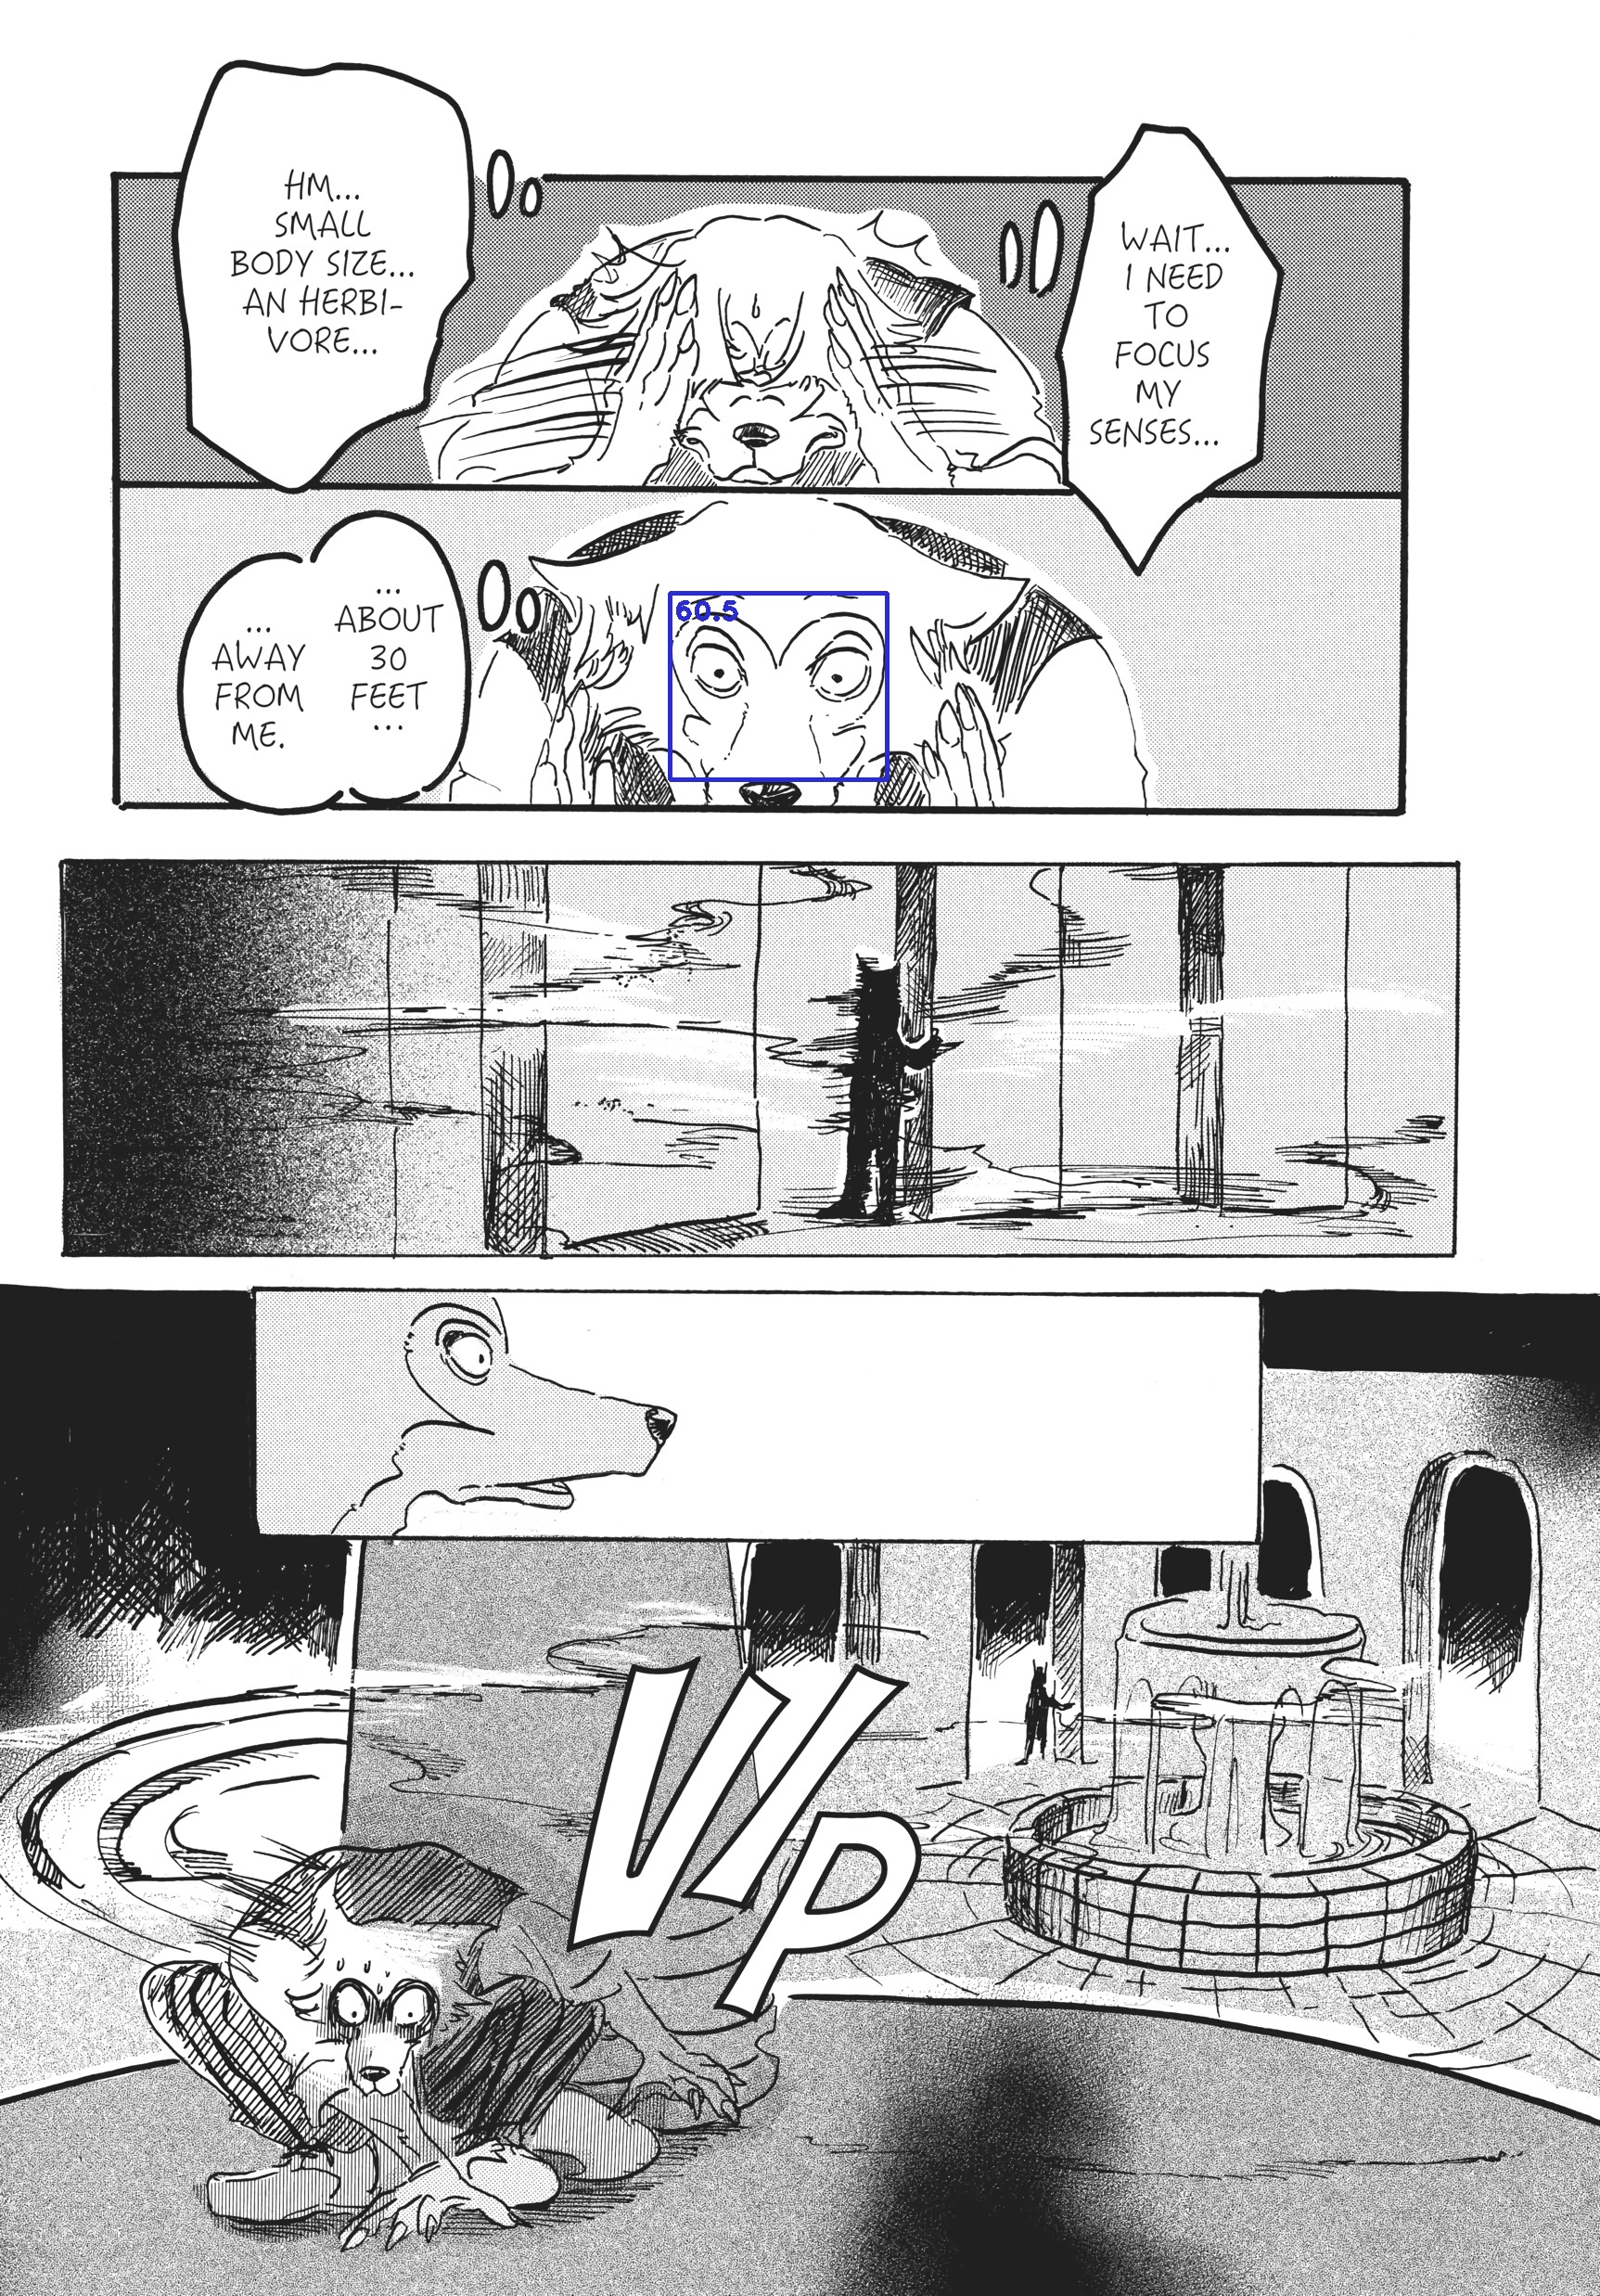 WAIT...
I NEED
TO
FOCUS
MY
SENSES...
HM...
SMALL
BODY SIZE...
AN HERBI-
VORE...
60.5
...
ABOUT
30
FEET
...
...
AWAY
FROM
ME.
VIP